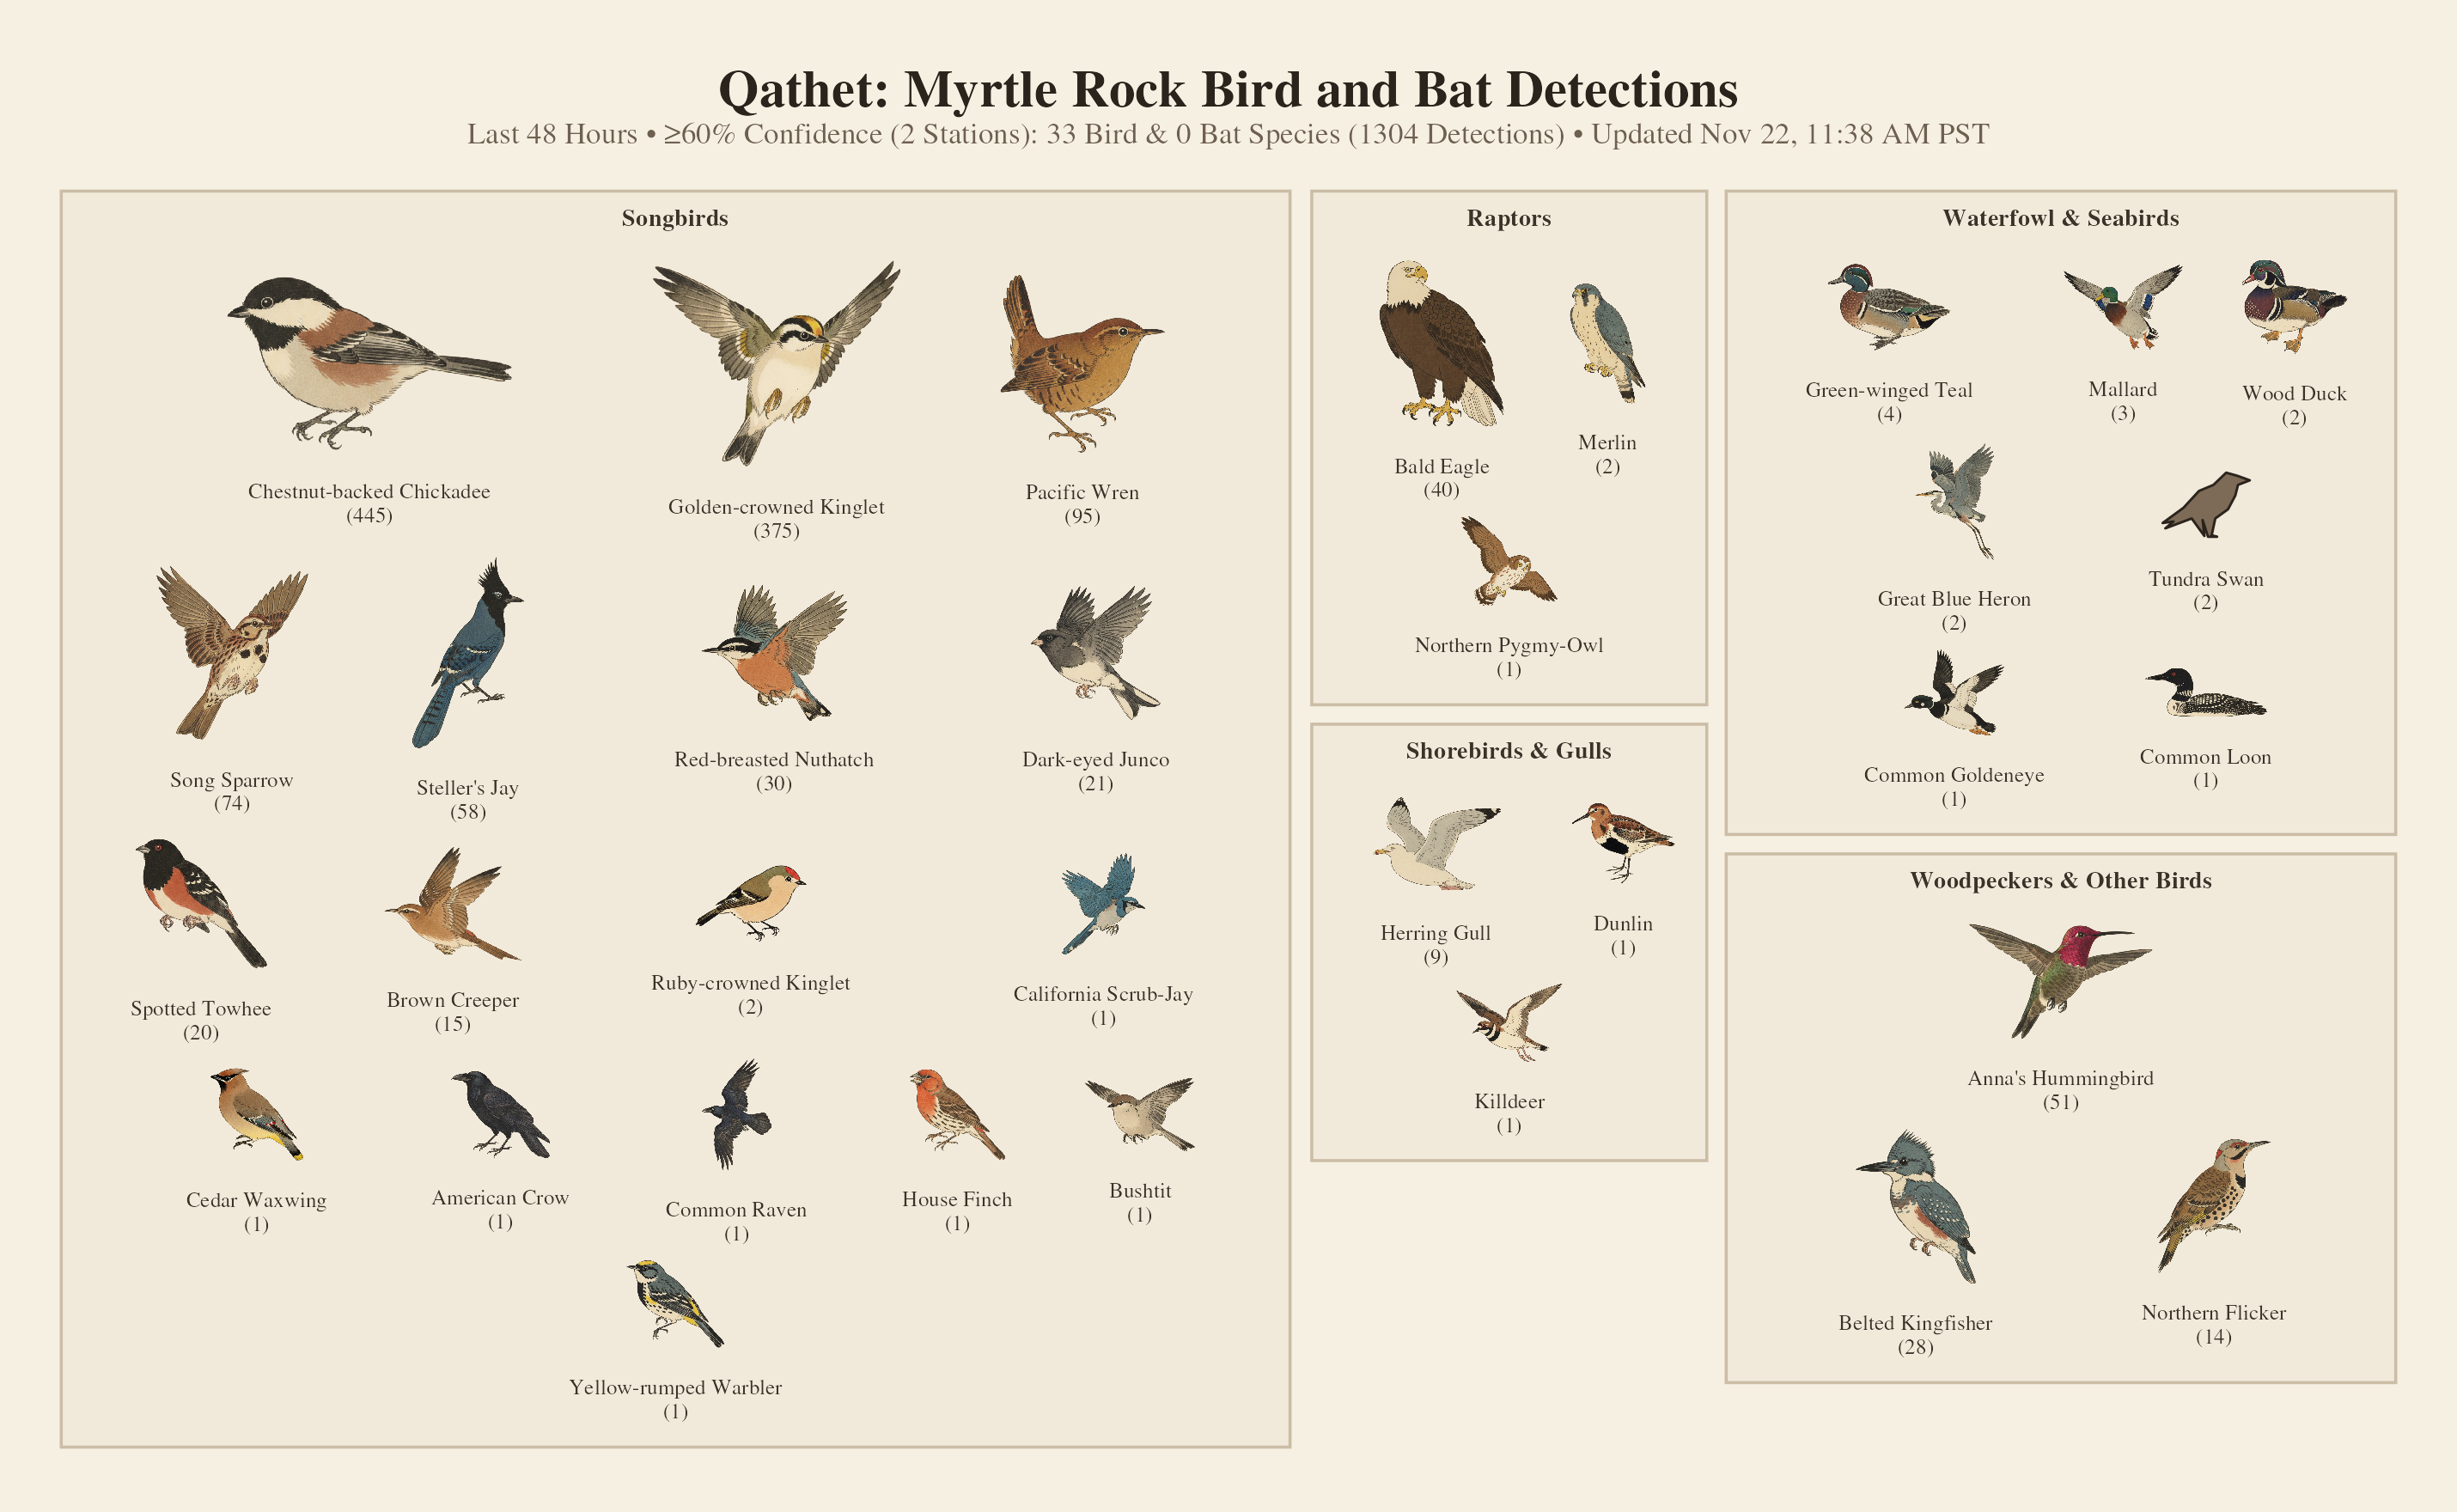 Qathet: Myrtle Rock Bird and Bat Detections
Last 48 Hours • ≥60% Confidence (2 Stations): 33 Bird & 0 Bat Species (1304 Detections) • Updated Nov 22, 11:38 AM PST
Songbirds
Chestnut-backed Chickadee
(445)
Golden-crowned Kinglet
(375)
Pacific Wren
(95)
Song Sparrow
(74)
Steller's Jay
(58)
Red-breasted Nuthatch
(30)
Dark-eyed Junco
(21)
Spotted Towhee
(20)
Brown Creeper
(15)
Ruby-crowned Kinglet
(2)
California Scrub-Jay
(1)
Cedar Waxwing
(1)
American Crow
(1)
Common Raven
(1)
House Finch
(1)
Bushtit
(1)
Yellow-rumped Warbler
(1)
Raptors
Bald Eagle
(40)
Merlin
(2)
Northern Pygmy-Owl
(1)
Shorebirds & Gulls
Herring Gull
(9)
Dunlin
(1)
Killdeer
(1)
Waterfowl & Seabirds
Green-winged Teal
(4)
Mallard
(3)
Wood Duck
(2)
Great Blue Heron
(2)
Tundra Swan
(2)
Common Goldeneye
(1)
Common Loon
(1)
Woodpeckers & Other Birds
Anna's Hummingbird
(51)
Belted Kingfisher
(28)
Northern Flicker
(14)